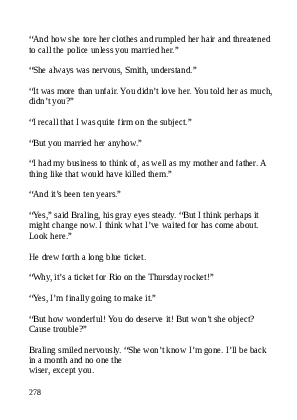 “And how she tore her clothes and rumpled her hair and threatened
to call the police unless you married her.”
“She always was nervous, Smith, understand.”
“It was more than unfair. You didn’t love her. You told her as much,
didn’t you?”
“I recall that I was quite firm on the subject.”
“But you married her anyhow.”
“I had my business to think of, as well as my mother and father. A
thing like that would have killed them.”
“And it’s been ten years.”
“Yes,” said Braling, his gray eyes steady. “But I think perhaps it
might change now. I think what I’ve waited for has come about.
Look here.”
He drew forth a long blue ticket.
“Why, it’s a ticket for Rio on the Thursday rocket!”
“Yes, I’m finally going to make it.”
“But how wonderful! You do deserve it! But won’t she object?
Cause trouble?”
Braling smiled nervously. “She won’t know I’m gone. I’ll be back
in a month and no one the
wiser, except you.
278